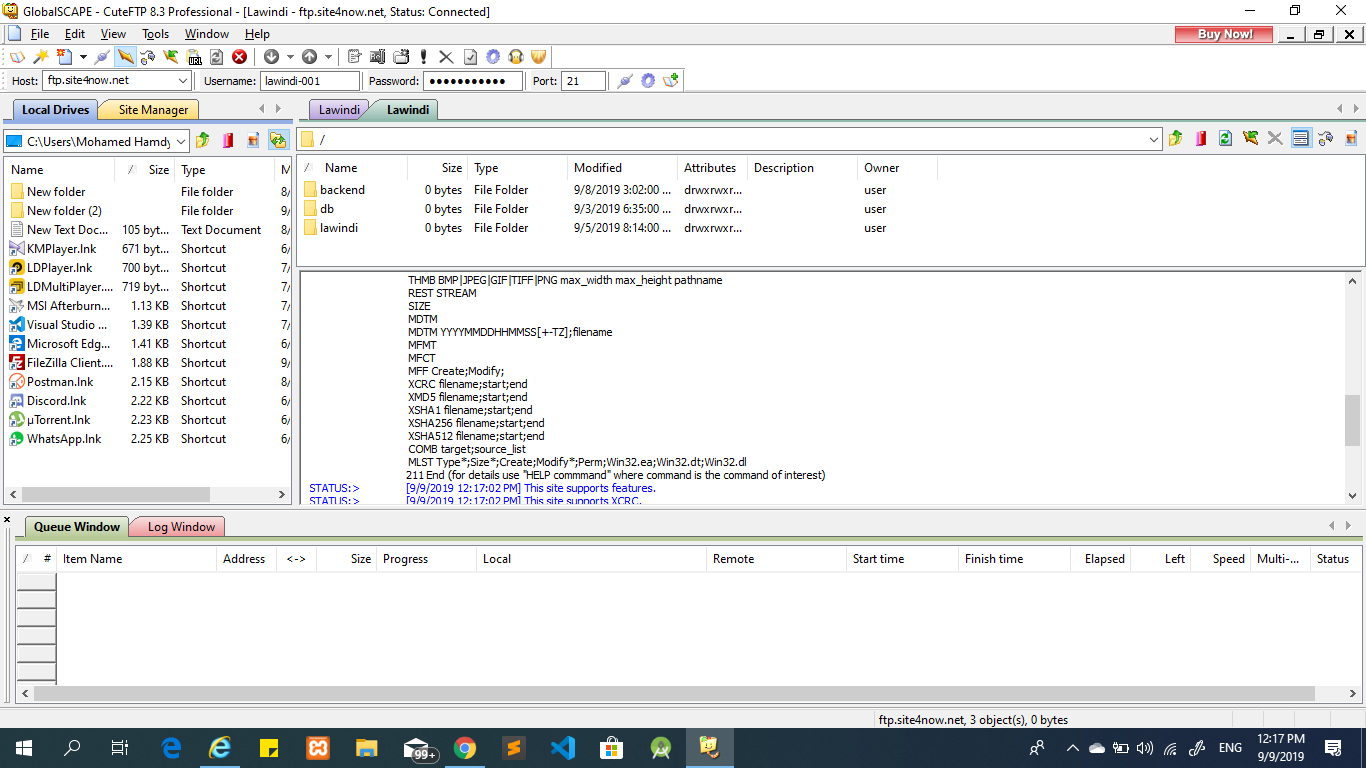 GlobalSCAPE - CuteFTP 8.3 Professional - [Lawindi - ftp.site4now.net, Status: Connected]
File Edit View Tools Window Help Buy Now!
Host: ftp.site4now.net Username: lawindi-001 Password: ●●●●●●●●●●● Port: 21
Local Drives Site Manager Lawindi Lawindi
C:\Users\Mohamed Hamdy /
Name Size Type M
New folder File folder 8/
New folder (2) File folder 9/
New Text Doc... 105 byt... Text Document 8/
KMPlayer.lnk 671 byt... Shortcut 6/
LDPlayer.lnk 700 byt... Shortcut 7/
LDMultiPlayer.... 719 byt... Shortcut 7/
MSI Afterburn... 1.13 KB Shortcut 7/
Visual Studio ... 1.39 KB Shortcut 7/
Microsoft Edg... 1.41 KB Shortcut 6/
FileZilla Client.... 1.88 KB Shortcut 9/
Postman.lnk 2.15 KB Shortcut 8/
Discord.lnk 2.22 KB Shortcut 6/
µTorrent.lnk 2.23 KB Shortcut 6/
WhatsApp.lnk 2.25 KB Shortcut 6/
Name Size Type Modified Attributes Description Owner
backend 0 bytes File Folder 9/8/2019 3:02:00 ... drwxrwxr... user
db 0 bytes File Folder 9/3/2019 6:35:00 ... drwxrwxr... user
lawindi 0 bytes File Folder 9/5/2019 8:14:00 ... drwxrwxr... user
THMB BMP|JPEG|GIF|TIFF|PNG max_width max_height pathname
REST STREAM
SIZE
MDTM
MDTM YYYYMMDDHHMMSS[+-TZ];filename
MFMT
MFCT
MFF Create;Modify;
XCRC filename;start;end
XMD5 filename;start;end
XSHA1 filename;start;end
XSHA256 filename;start;end
XSHA512 filename;start;end
COMB target;source_list
MLST Type*;Size*;Create;Modify*;Perm;Win32.ea;Win32.dt;Win32.dl
211 End (for details use "HELP commmand" where command is the command of interest)
STATUS:> [9/9/2019 12:17:02 PM] This site supports features.
STATUS:> [9/9/2019 12:17:02 PM] This site supports XCRC.
Queue Window Log Window
# Item Name Address <-> Size Progress Local Remote Start time Finish time Elapsed Left Speed Multi-... Status
ftp.site4now.net, 3 object(s), 0 bytes
99+
ENG
12:17 PM
9/9/2019